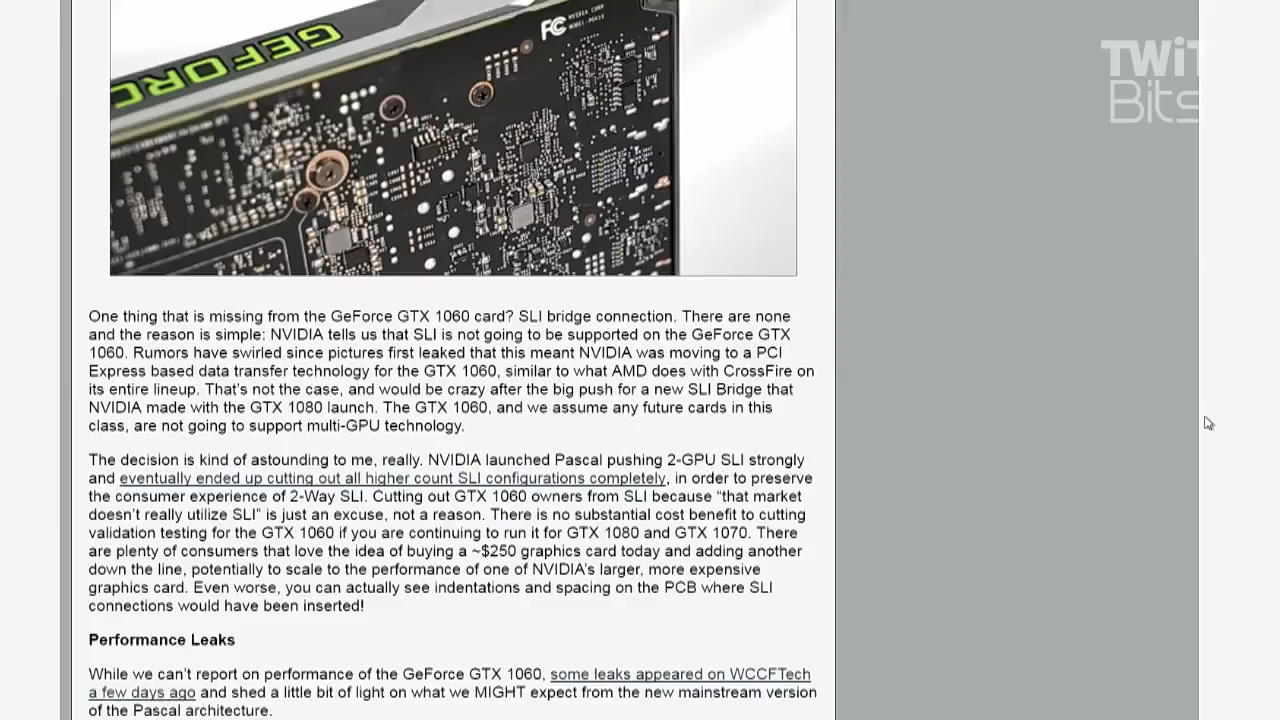 GEFORC
FC
NVIDIA CORP
TWiT
Bits
One thing that is missing from the GeForce GTX 1060 card? SLI bridge connection. There are none
and the reason is simple: NVIDIA tells us that SLI is not going to be supported on the GeForce GTX
1060. Rumors have swirled since pictures first leaked that this meant NVIDIA was moving to a PCI
Express based data transfer technology for the GTX 1060, similar to what AMD does with CrossFire on
its entire lineup. That's not the case, and would be crazy after the big push for a new SLI Bridge that
NVIDIA made with the GTX 1080 launch. The GTX 1060, and we assume any future cards in this
class, are not going to support multi-GPU technology.
The decision is kind of astounding to me, really. NVIDIA launched Pascal pushing 2-GPU SLI strongly
and eventually ended up cutting out all higher count SLI configurations completely, in order to preserve
the consumer experience of 2-Way SLI. Cutting out GTX 1060 owners from SLI because “that market
doesn't really utilize SLI” is just an excuse, not a reason. There is no substantial cost benefit to cutting
validation testing for the GTX 1060 if you are continuing to run it for GTX 1080 and GTX 1070. There
are plenty of consumers that love the idea of buying a ~$250 graphics card today and adding another
down the line, potentially to scale to the performance of one of NVIDIA's larger, more expensive
graphics card. Even worse, you can actually see indentations and spacing on the PCB where SLI
connections would have been inserted!
Performance Leaks
While we can't report on performance of the GeForce GTX 1060, some leaks appeared on WCCFTech
a few days ago and shed a little bit of light on what we MIGHT expect from the new mainstream version
of the Pascal architecture.